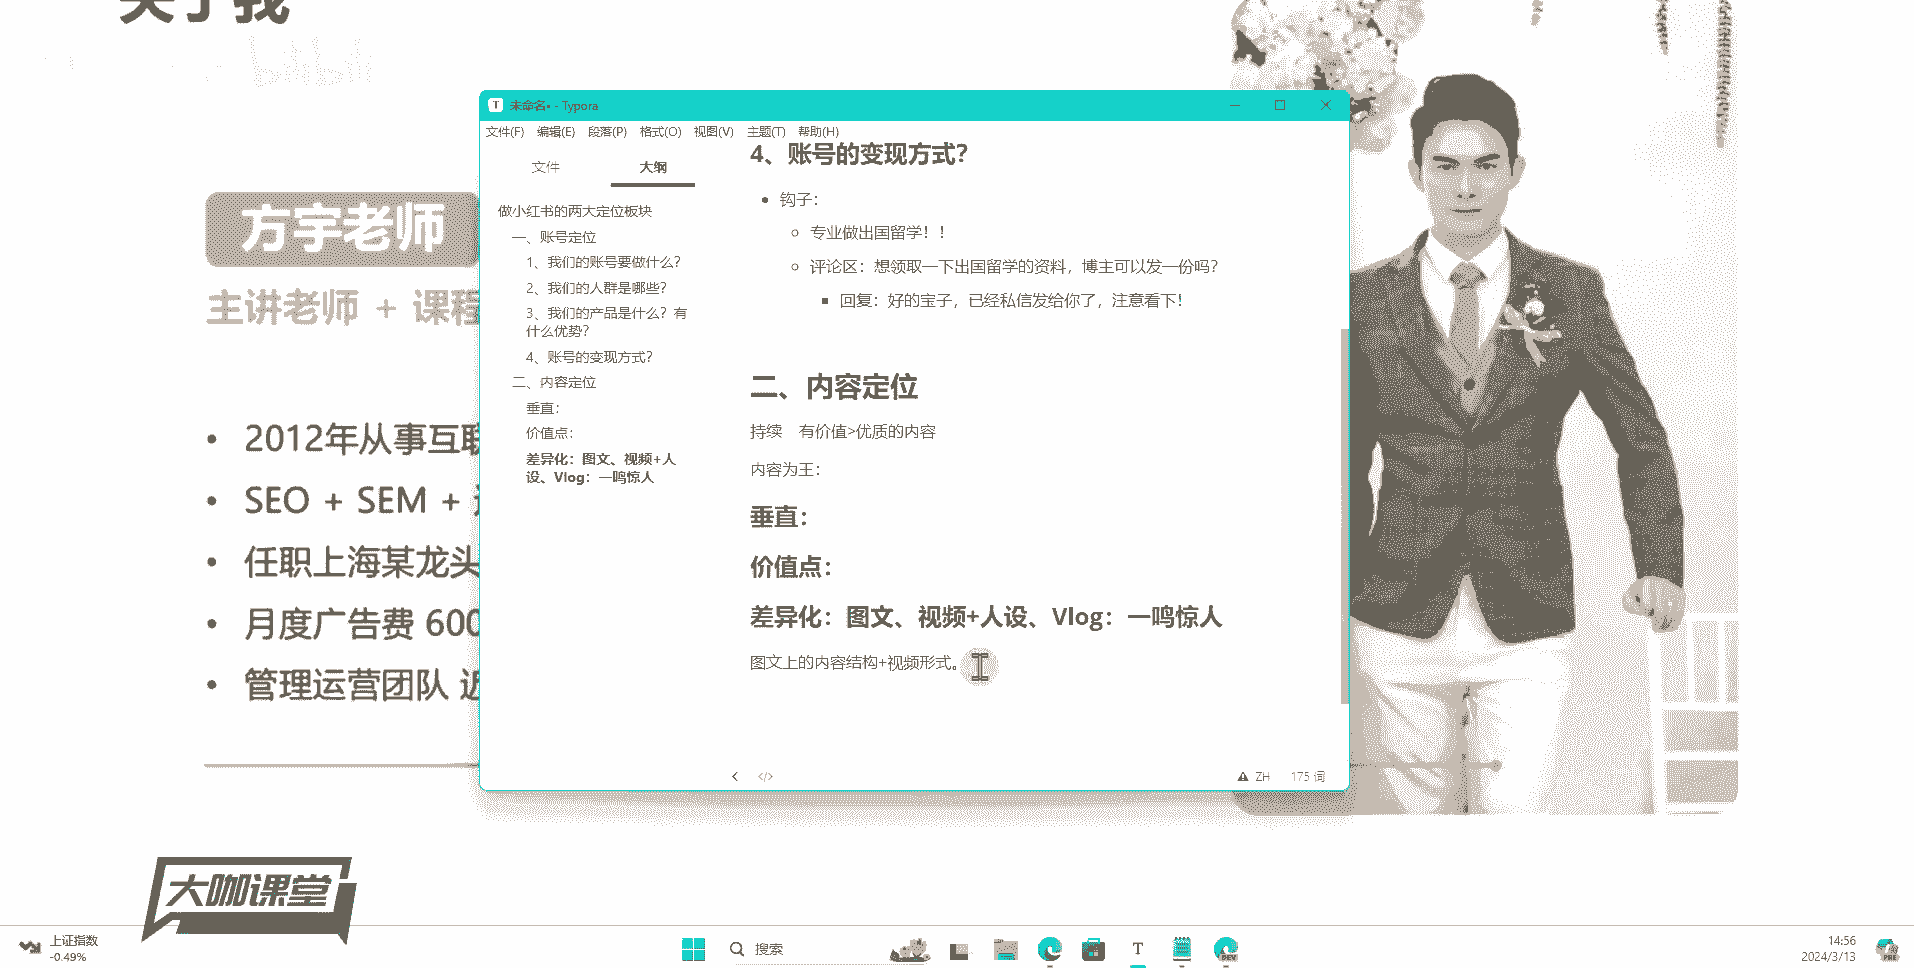 关于我
bilibili
方宇老师
主讲老师 + 课程
2012年从事互联
SEO + SEM +
任职上海某龙头
月度广告费 600
管理运营团队
大咖课堂
未命名• - Typora
文件(F) 编辑(E) 段落(P) 格式(O) 视图(V) 主题(T) 帮助(H)
文件 大纲
做小红书的两大定位板块
一、账号定位
1、我们的账号要做什么？
2、我们的人群是哪些？
3、我们的产品是什么？有
什么优势？
4、账号的变现方式？
二、内容定位
垂直：
价值点：
差异化：图文、视频+人
设、Vlog：一鸣惊人
4、账号的变现方式？
钩子：
专业做出国留学！！
评论区：想领取一下出国留学的资料，博主可以发一份吗？
回复：好的宝子，已经私信发给你了，注意看下！
二、内容定位
持续 有价值>优质的内容
内容为王：
垂直：
价值点：
差异化：图文、视频+人设、Vlog：一鸣惊人
图文上的内容结构+视频形式。
ZH 175 词
上证指数
-0.49%
搜索
T
DEV
14:56
2024/3/13
PRE